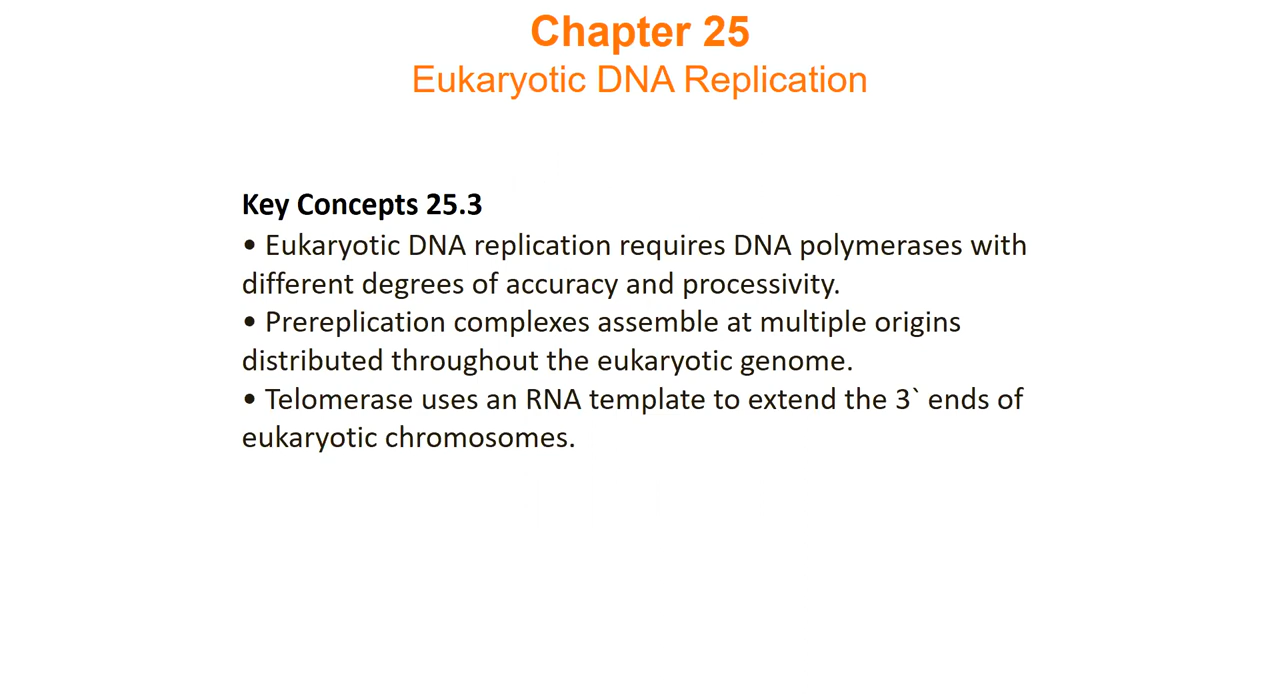 Chapter 25
Eukaryotic DNA Replication
Key Concepts 25.3
• Eukaryotic DNA replication requires DNA polymerases with
different degrees of accuracy and processivity.
• Prereplication complexes assemble at multiple origins
distributed throughout the eukaryotic genome.
• Telomerase uses an RNA template to extend the 3` ends of
eukaryotic chromosomes.